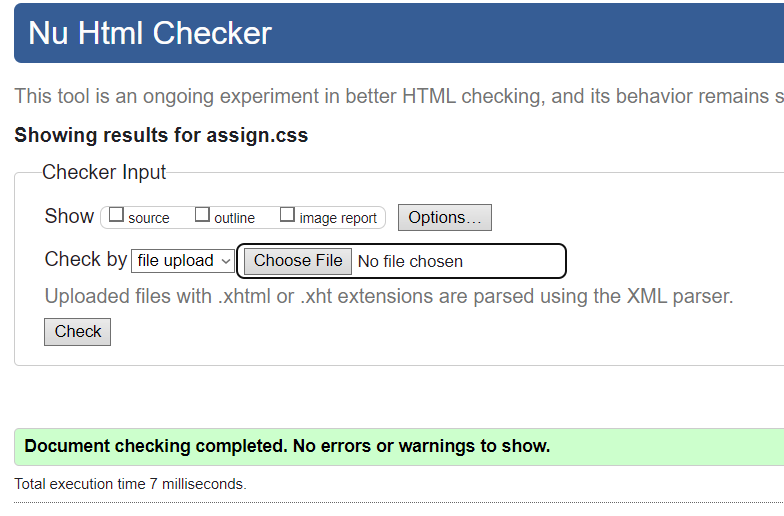 Nu Html Checker
This tool is an ongoing experiment in better HTML checking, and its behavior remains s
Showing results for assign.css
Checker Input
Show source outline image report Options…
Check by file upload Choose File No file chosen
Uploaded files with .xhtml or .xht extensions are parsed using the XML parser.
Check
Document checking completed. No errors or warnings to show.
Total execution time 7 milliseconds.